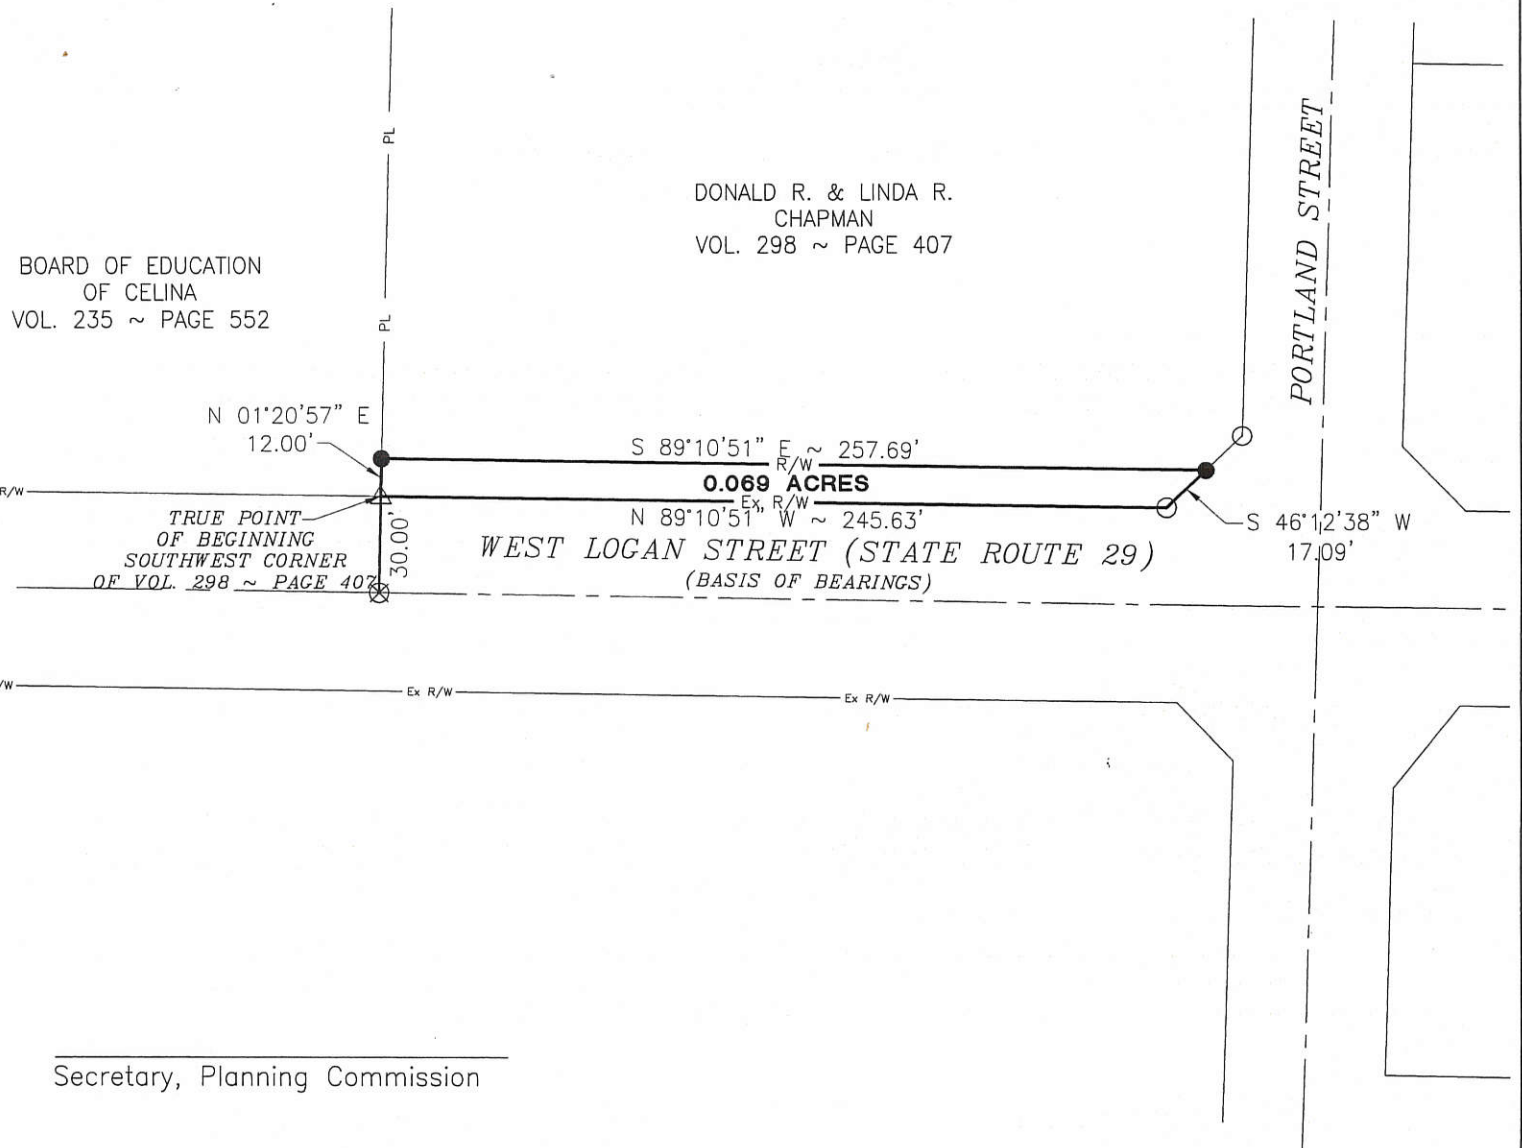 PL
PORTLAND STREET
DONALD R. & LINDA R.
CHAPMAN
VOL. 298 ~ PAGE 407
BOARD OF EDUCATION
OF CELINA
VOL. 235 ~ PAGE 552
PL
N 01°20'57" E
12.00'
S 89°10'51" E ~ 257.69'
R/W
0.069 ACRES
R/W
Ex, R/W
N 89°10'51" W ~ 245.63'
S 46°12'38" W
17.09'
TRUE POINT
OF BEGINNING
SOUTHWEST CORNER
OF VOL. 298 ~ PAGE 407
30.00'
WEST LOGAN STREET (STATE ROUTE 29)
(BASIS OF BEARINGS)
/W
Ex R/W
Ex R/W
Secretary, Planning Commission